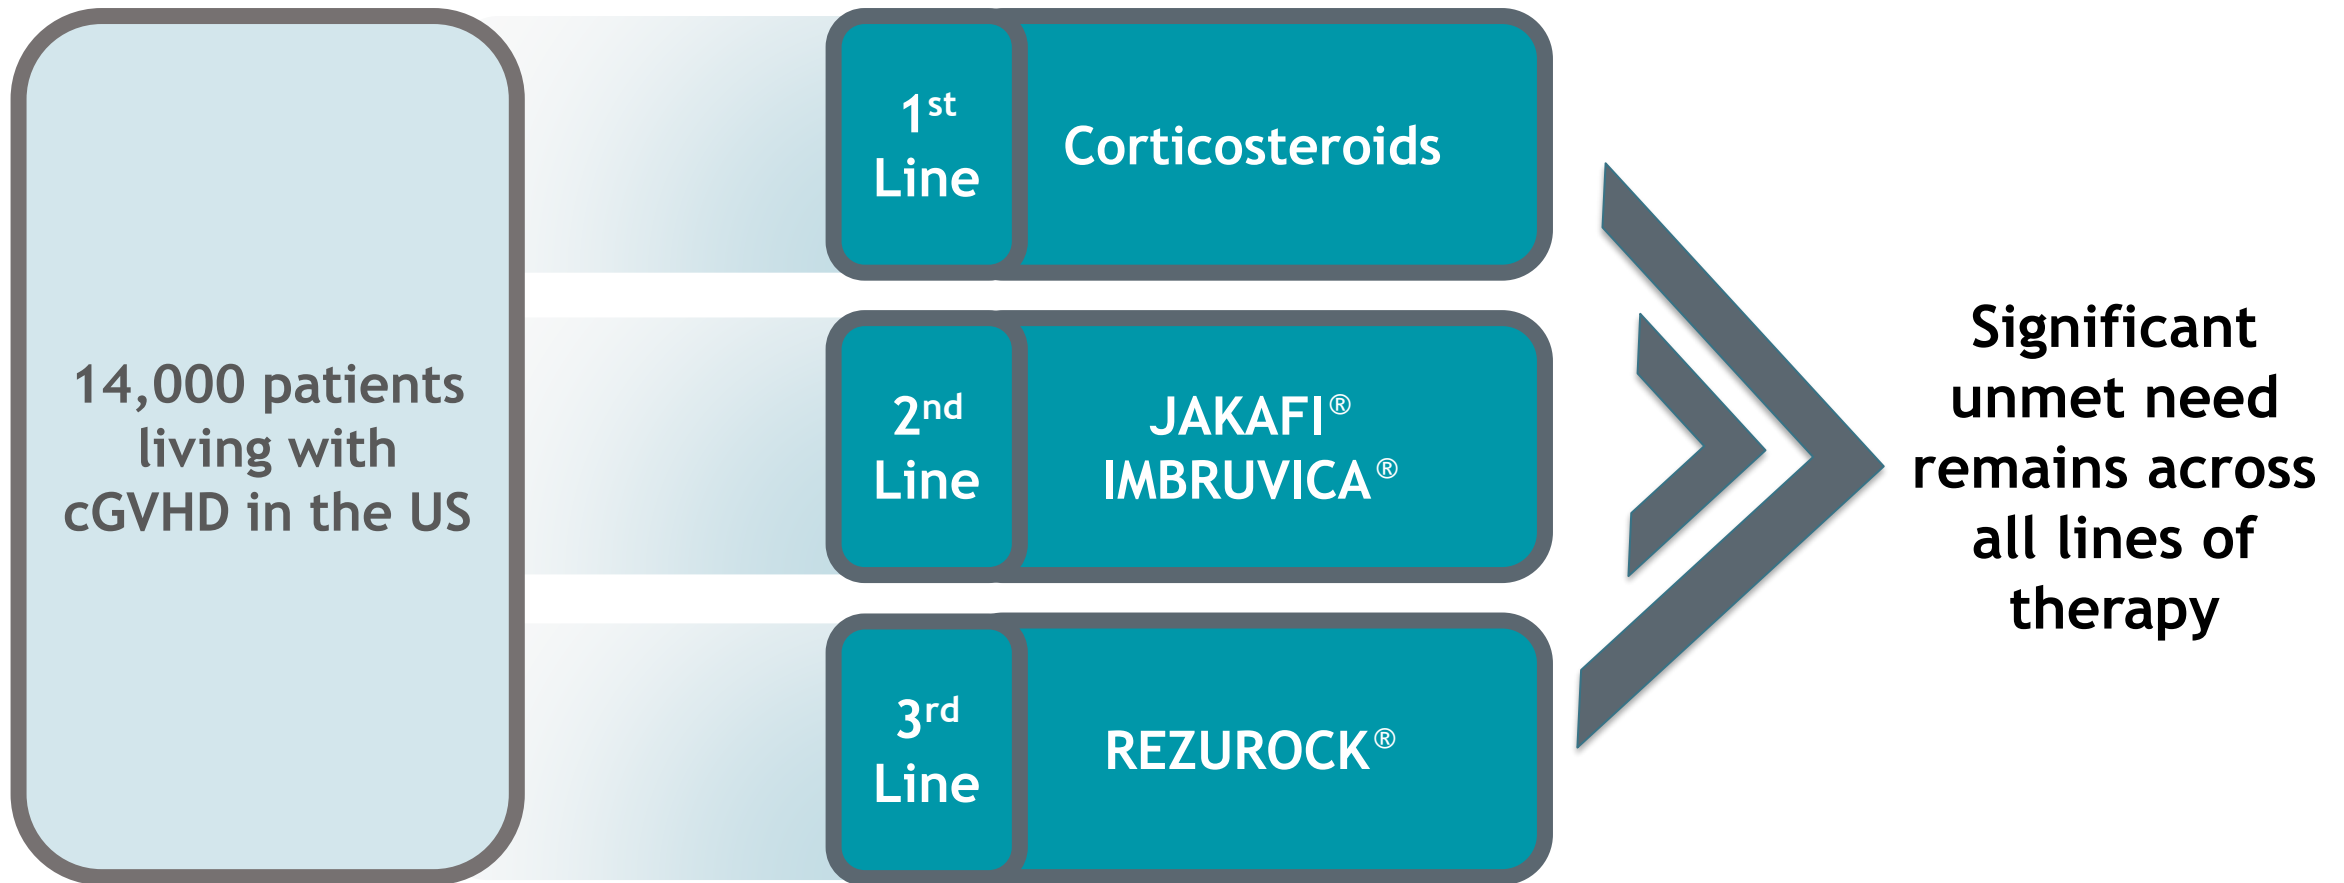 14,000 patients
living with
cGVHD in the US
1st
Line
Corticosteroids
2nd
Line
JAKAFI®
IMBRUVICA®
3rd
Line
REZUROCK®
Significant
unmet need
remains across
all lines of
therapy